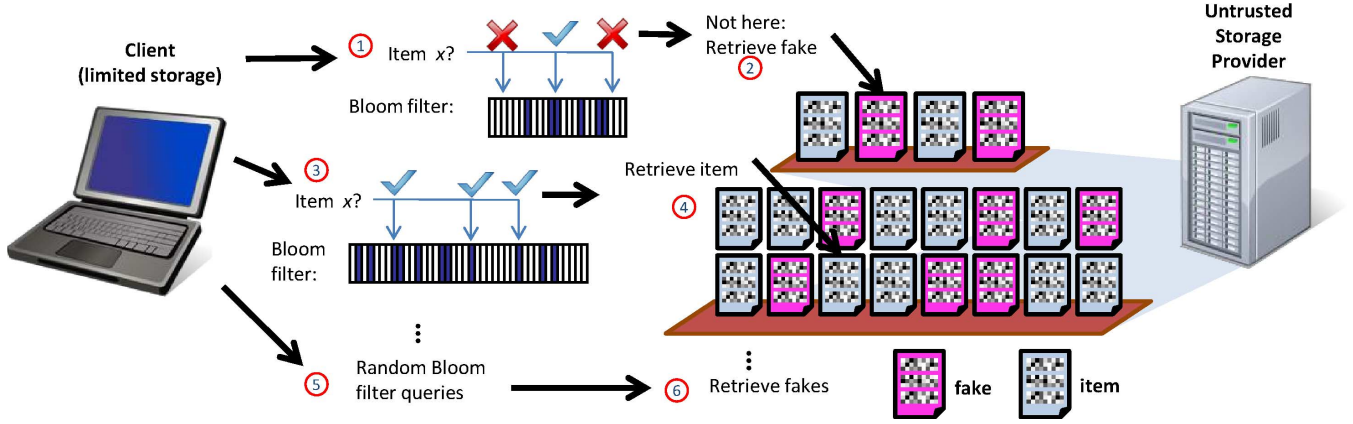 Client
(limited storage)
1
Item x?
Bloom filter:
Not here:
Retrieve fake
2
Untrusted
Storage
Provider
3
Item x?
Bloom
filter:
Retrieve item
4
5
Random Bloom
filter queries
6
Retrieve fakes
fake
item